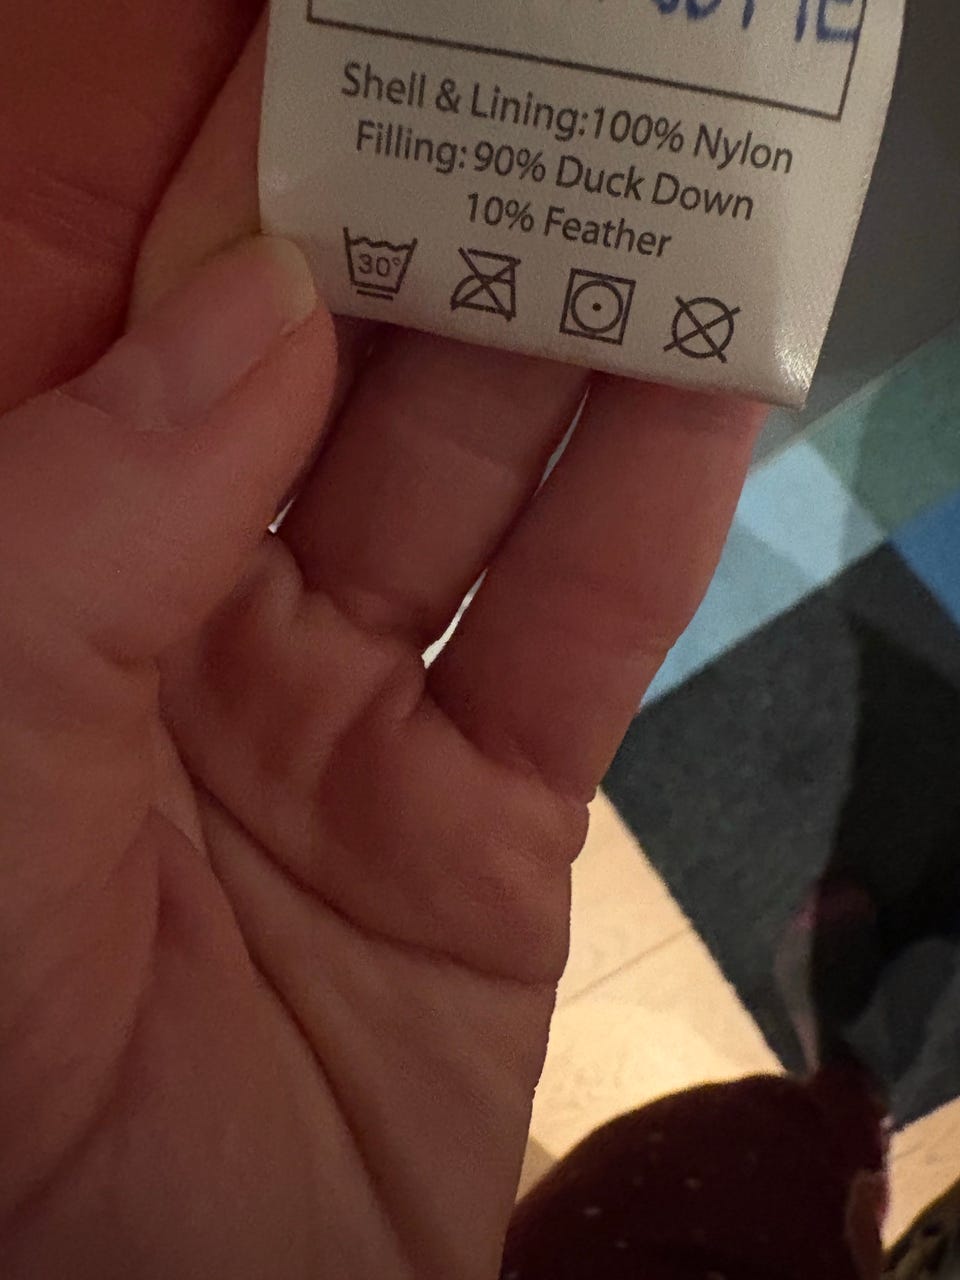 Shell & Lining:100% Nylon
Filling: 90% Duck Down
10% Feather
30°